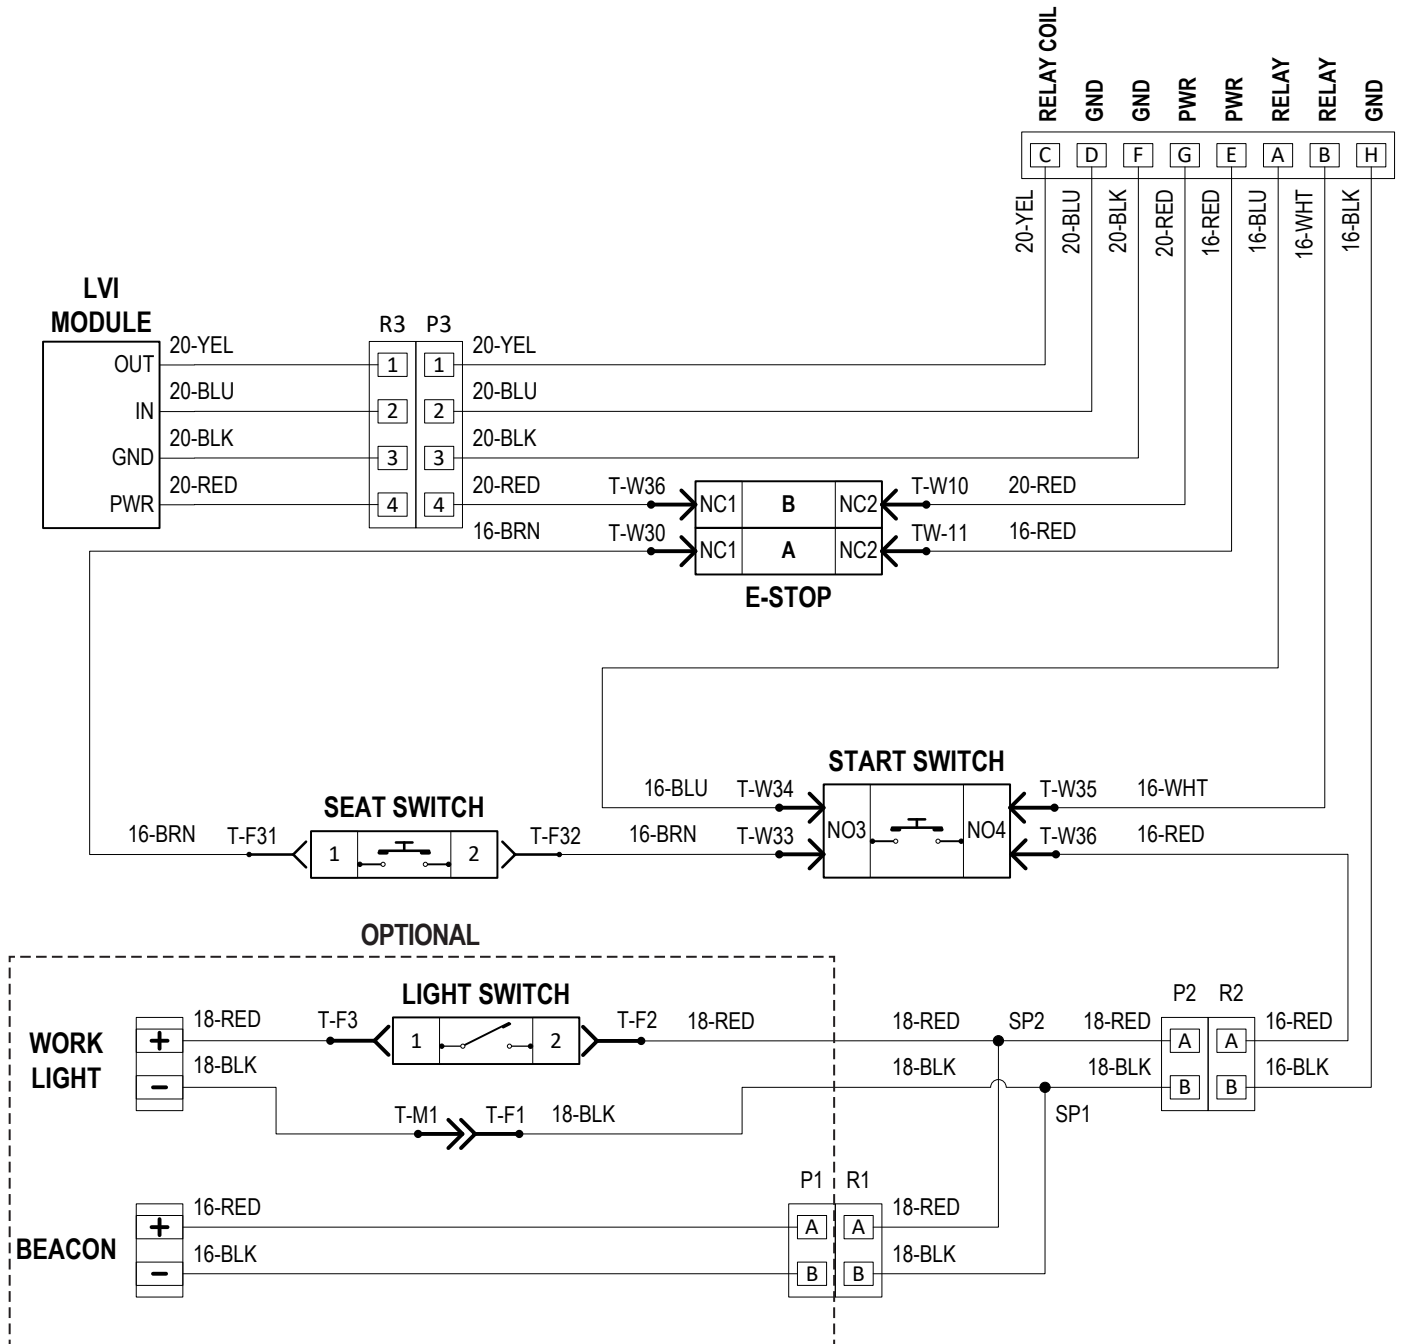 RELAY COIL
GND
GND
PWR
PWR
RELAY
RELAY
GND
C D F G E A B H
20-YEL
20-BLU
20-BLK
20-RED
16-RED
16-BLU
16-WHT
16-BLK
LVI
MODULE
R3 P3
OUT 20-YEL 1 1 20-YEL
IN 20-BLU 2 2 20-BLU
GND 20-BLK 3 3 20-BLK
PWR 20-RED 4 4 20-RED T-W36 NC1 B NC2 T-W10 20-RED
16-BRN T-W30 NC1 A NC2 TW-11 16-RED
E-STOP
START SWITCH
16-BLU T-W34 T-W35 16-WHT
NO3 NO4
SEAT SWITCH
16-BRN T-F31 1 2 T-F32 16-BRN T-W33 T-W36 16-RED
OPTIONAL
P2 R2
LIGHT SWITCH
WORK
LIGHT
+ 18-RED T-F3 1 2 T-F2 18-RED 18-RED SP2 18-RED A A 16-RED
− 18-BLK 18-BLK 18-BLK B B 16-BLK
SP1
T-M1 T-F1 18-BLK
P1 R1
BEACON
+ 16-RED A A 18-RED
− 16-BLK B B 18-BLK